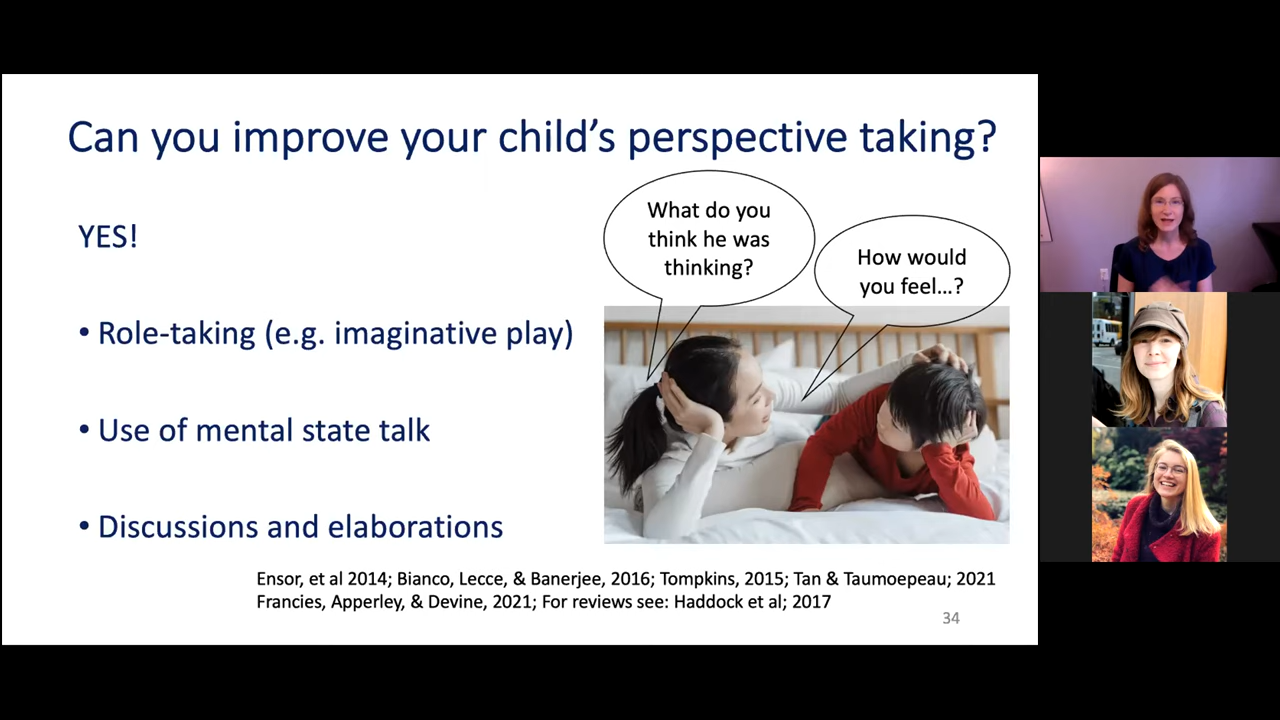 Can you improve your child's perspective taking?
YES!
• Role-taking (e.g. imaginative play)
• Use of mental state talk
• Discussions and elaborations
What do you
think he was
thinking?
How would
you feel...?
Ensor, et al 2014; Bianco, Lecce, & Banerjee, 2016; Tompkins, 2015; Tan & Taumoepeau; 2021
Francies, Apperley, & Devine, 2021; For reviews see: Haddock et al; 2017
34